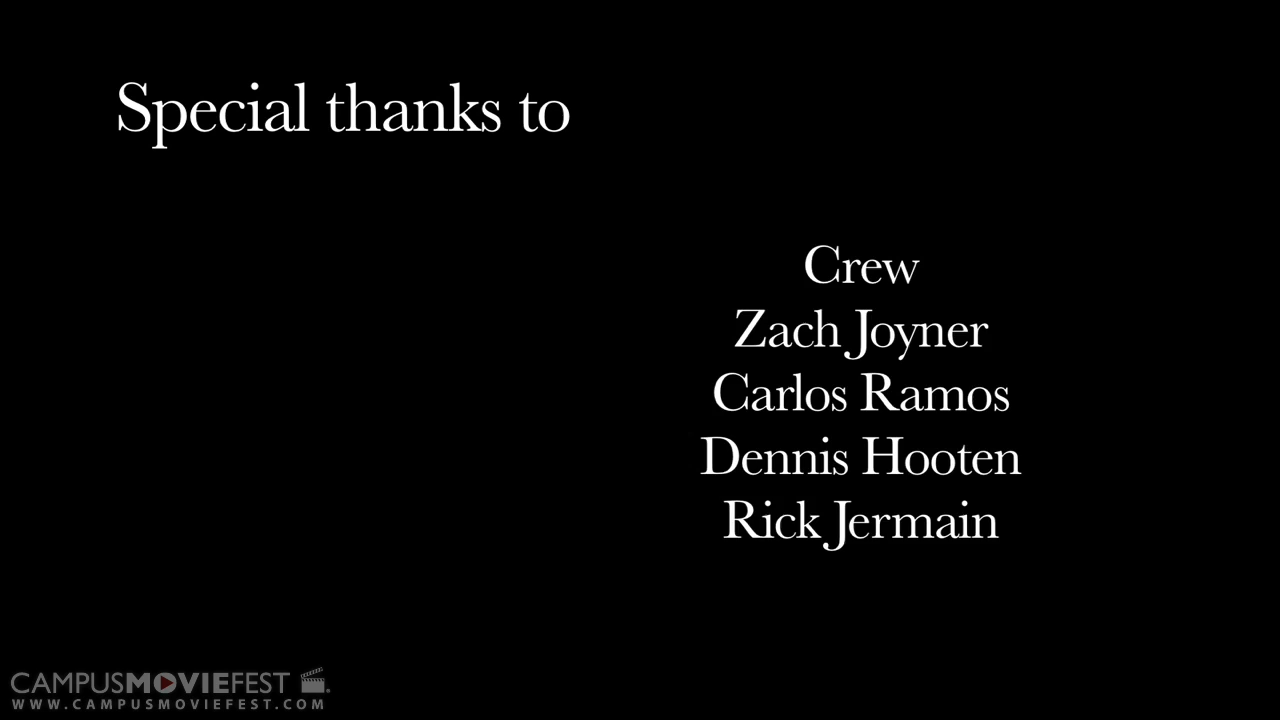 Special thanks to
Crew
Zach Joyner
Carlos Ramos
Dennis Hooten
Rick Jermain
CAMPUSMOVIEFEST
WWW.CAMPUSMOVIEFEST.COM